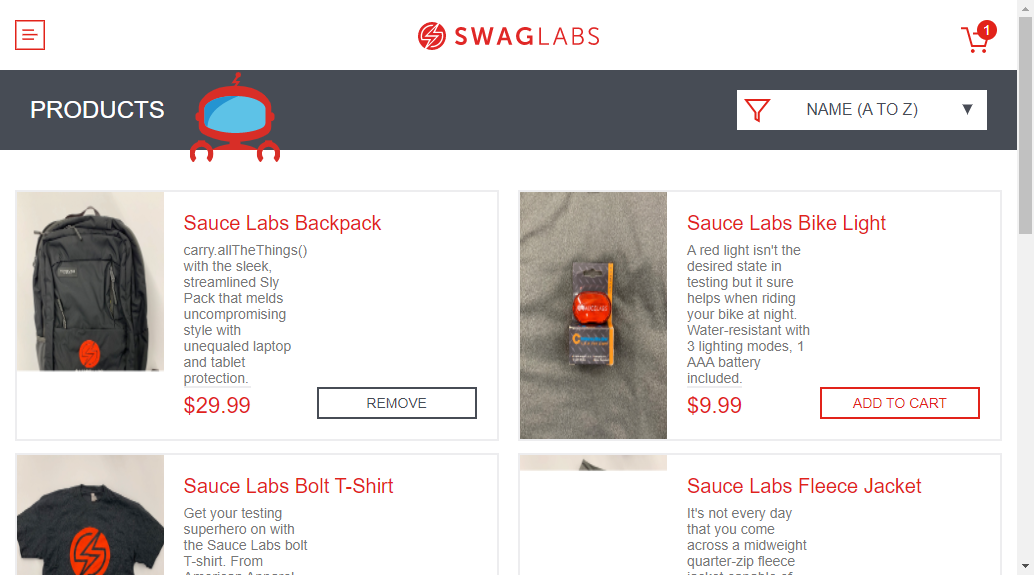 SWAGLABS
1
PRODUCTS
NAME (A TO Z)
Sauce Labs Backpack
carry.allTheThings()
with the sleek,
streamlined Sly
Pack that melds
uncompromising
style with
unequaled laptop
and tablet
protection.
$29.99
REMOVE
Sauce Labs Bike Light
A red light isn't the
desired state in
testing but it sure
helps when riding
your bike at night.
Water-resistant with
3 lighting modes, 1
AAA battery
included.
$9.99
ADD TO CART
Sauce Labs Bolt T-Shirt
Get your testing
superhero on with
the Sauce Labs bolt
T-shirt. From
American Apparel
Sauce Labs Fleece Jacket
It's not every day
that you come
across a midweight
quarter-zip fleece
jacket capable of